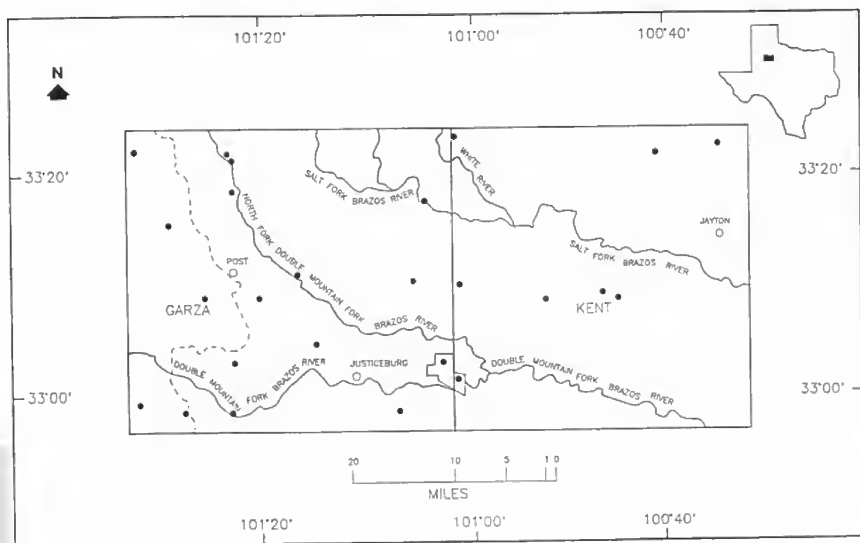 101°20'
101°00'
100°40'
N
33°20'
33°20'
WHITE RIVER
SALT FORK BRAZOS RIVER
JAYTON
NORTH FORK DOUBLE MOUNTAIN FORK BRAZOS RIVER
POST
SALT FORK BRAZOS RIVER
GARZA
KENT
JUSTICEBURG
DOUBLE MOUNTAIN FORK BRAZOS RIVER
DOUBLE MOUNTAIN FORK BRAZOS RIVER
33°00'
33°00'
20 10 5 1 0
MILES
101°20'
101°00'
100°40'